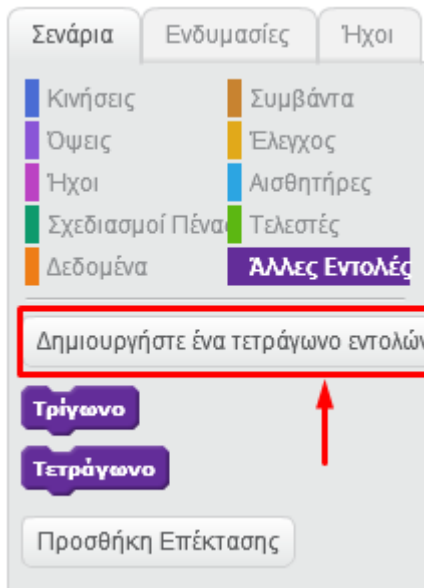 Σενάρια Ενδυμασίες Ήχοι
Κινήσεις Συμβάντα
Όψεις Έλεγχος
Ήχοι Αισθητήρες
Σχεδιασμοί Πένας Τελεστές
Δεδομένα Άλλες Εντολές
Δημιουργήστε ένα τετράγωνο εντολών
Τρίγωνο
Τετράγωνο
Προσθήκη Επέκτασης